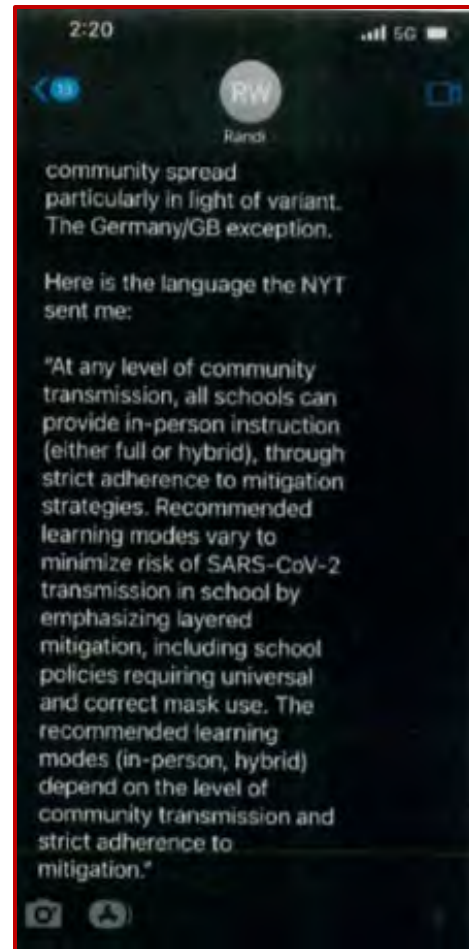 2:20
5G
13
RW
Randi
community spread
particularly in light of variant.
The Germany/GB exception.
Here is the language the NYT
sent me:
"At any level of community
transmission, all schools can
provide in-person instruction
(either full or hybrid), through
strict adherence to mitigation
strategies. Recommended
learning modes vary to
minimize risk of SARS-CoV-2
transmission in school by
emphasizing layered
mitigation, including school
policies requiring universal
and correct mask use. The
recommended learning
modes (in-person, hybrid)
depend on the level of
community transmission and
strict adherence to
mitigation."